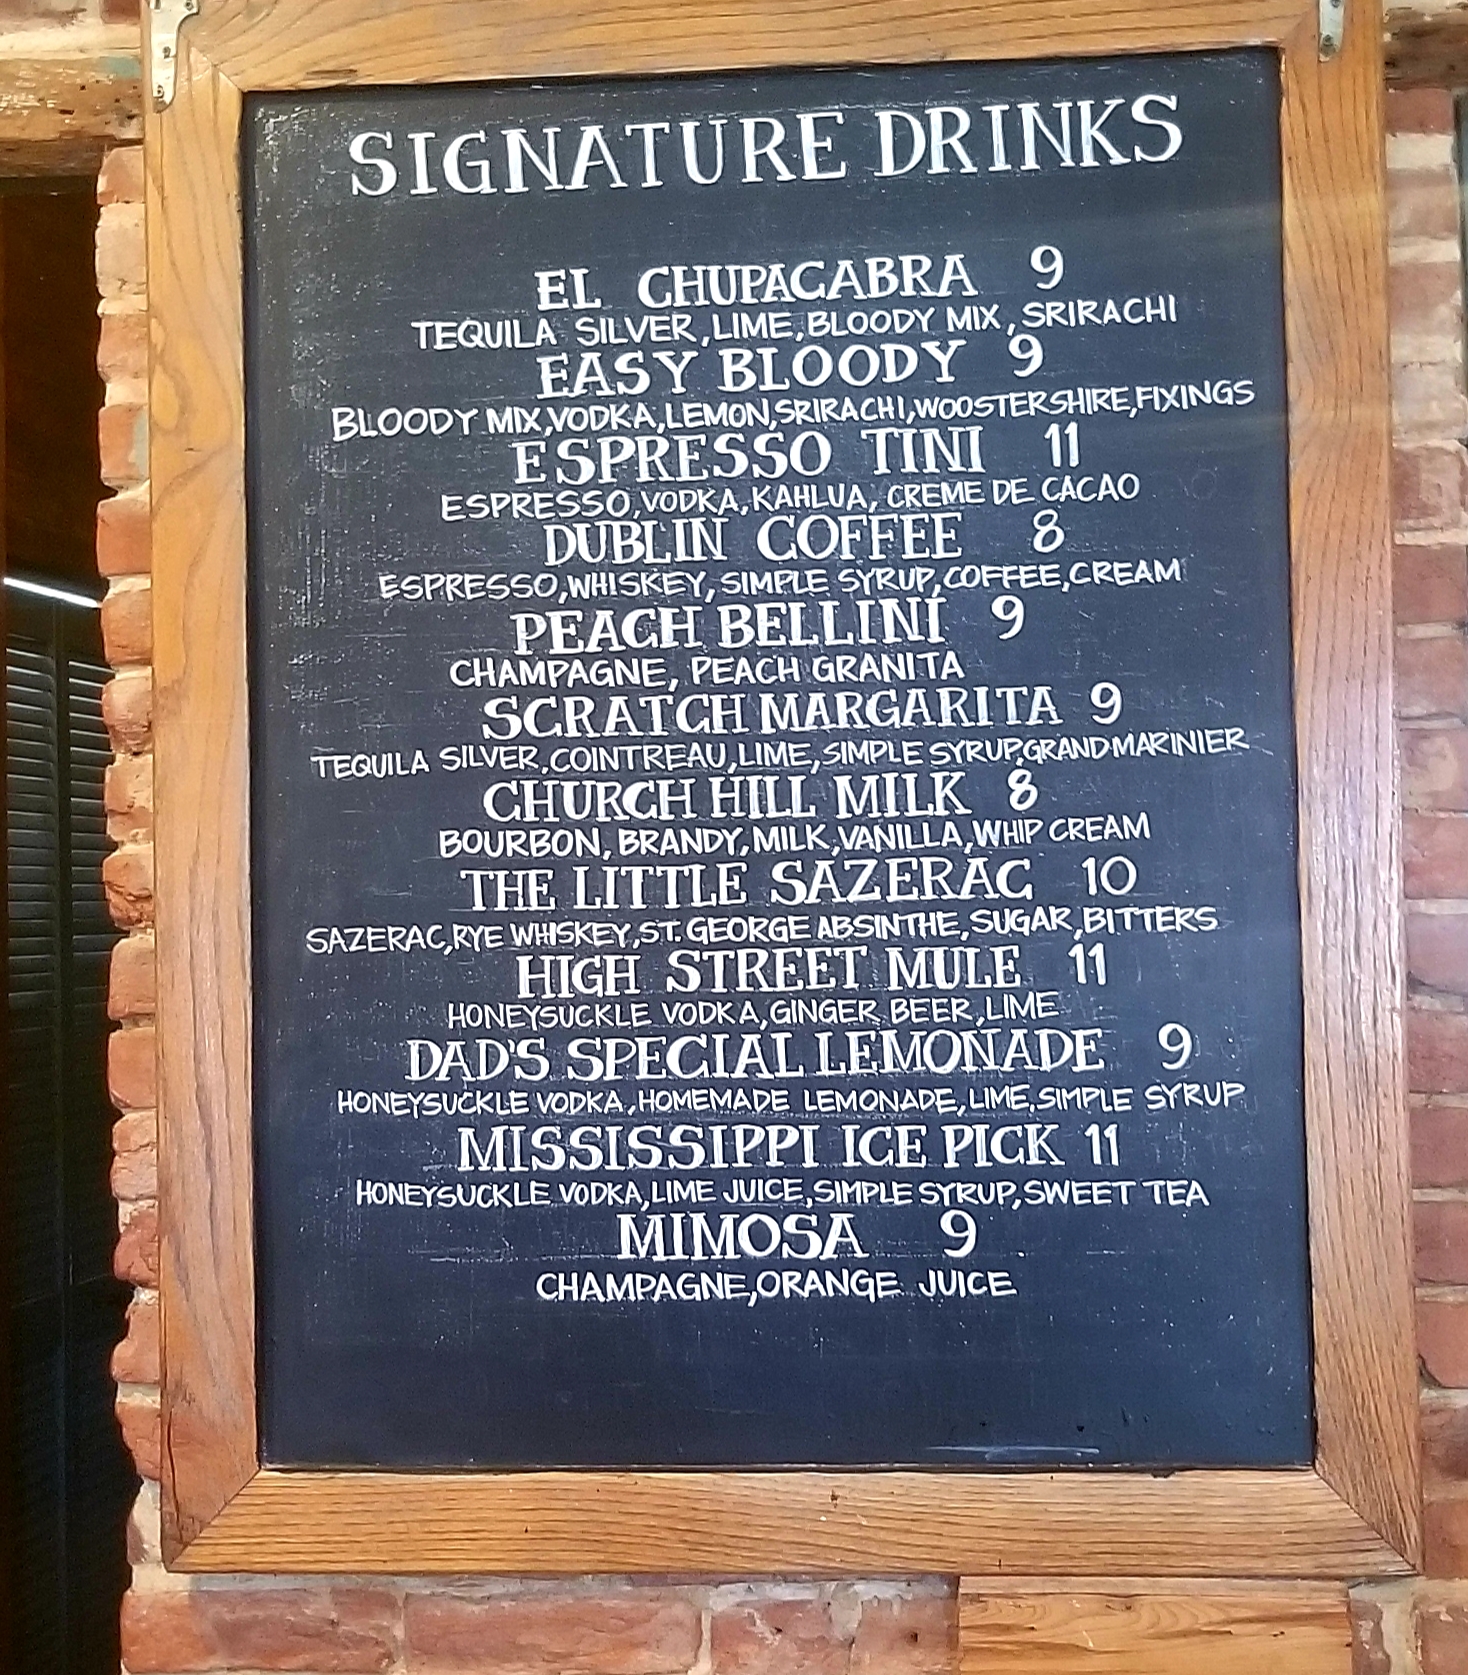 SIGNATURE DRINKS
EL CHUPACABRA 9
TEQUILA SILVER, LIME, BLOODY MIX, SRIRACHI
EASY BLOODY 9
BLOODY MIX, VODKA, LEMON, SRIRACHI, WOOSTERSHIRE, FIXINGS
ESPRESSO TINI 11
ESPRESSO, VODKA, KAHLUA, CREME DE CACAO
DUBLIN COFFEE 8
ESPRESSO, WHISKEY, SIMPLE SYRUP, COFFEE, CREAM
PEACH BELLINI 9
CHAMPAGNE, PEACH GRANITA
SCRATCH MARGARITA 9
TEQUILA SILVER, COINTREAU, LIME, SIMPLE SYRUP, GRAND MARINIER
CHURCH HILL MILK 8
BOURBON, BRANDY, MILK, VANILLA, WHIP CREAM
THE LITTLE SAZERAC 10
SAZERAC, RYE WHISKEY, ST. GEORGE ABSINTHE, SUGAR, BITTERS
HIGH STREET MULE 11
HONEYSUCKLE VODKA, GINGER BEER, LIME
DAD'S SPECIAL LEMONADE 9
HONEYSUCKLE VODKA, HOMEMADE LEMONADE, LIME, SIMPLE SYRUP
MISSISSIPPI ICE PICK 11
HONEYSUCKLE VODKA, LIME JUICE, SIMPLE SYRUP, SWEET TEA
MIMOSA 9
CHAMPAGNE, ORANGE JUICE